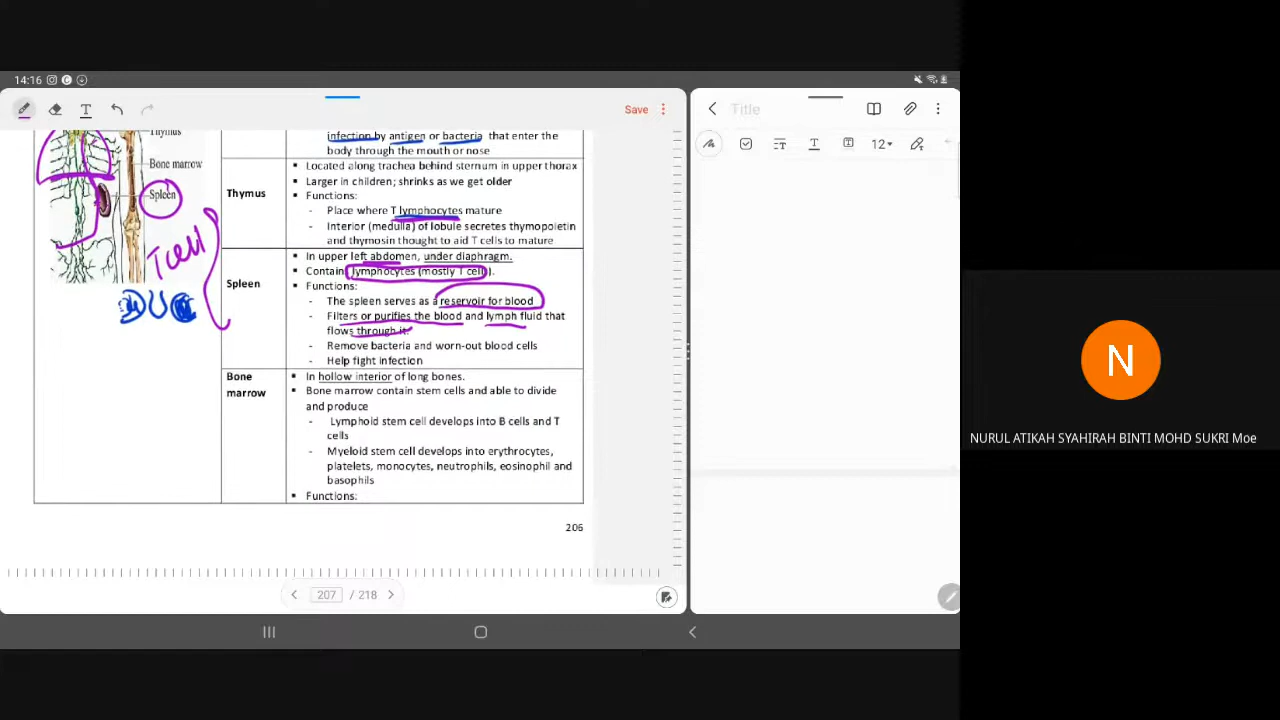 14:16
Save
Title
12
Thymus
Bone marrow
Spleen
T cell
infection by antigen or bacteria that enter the
body through the mouth or nose
Thymus
Located along trachea behind sternum in upper thorax
Larger in children; shrinks as we get older
Functions:
- Place where T lymphocytes mature
- Interior (medulla) of lobule secretes thymopoietin
and thymosin thought to aid T cells to mature
Spleen
In upper left abdomen, under diaphragm.
Contain lymphocytes (mostly T cell).
Functions:
- The spleen serves as a reservoir for blood
- Filters or purifies the blood and lymph fluid that
flows through it.
- Remove bacteria and worn-out blood cells
- Help fight infection
Bone
marrow
In hollow interior of long bones.
Bone marrow contain stem cells and able to divide
and produce
- Lymphoid stem cell develops into B cells and T
cells
- Myeloid stem cell develops into erythrocytes,
platelets, monocytes, neutrophils, eosinophil and
basophils
Functions:
206
207 / 218
N
NURUL ATIKAH SYAHIRAH BINTI MOHD SUKRI Moe